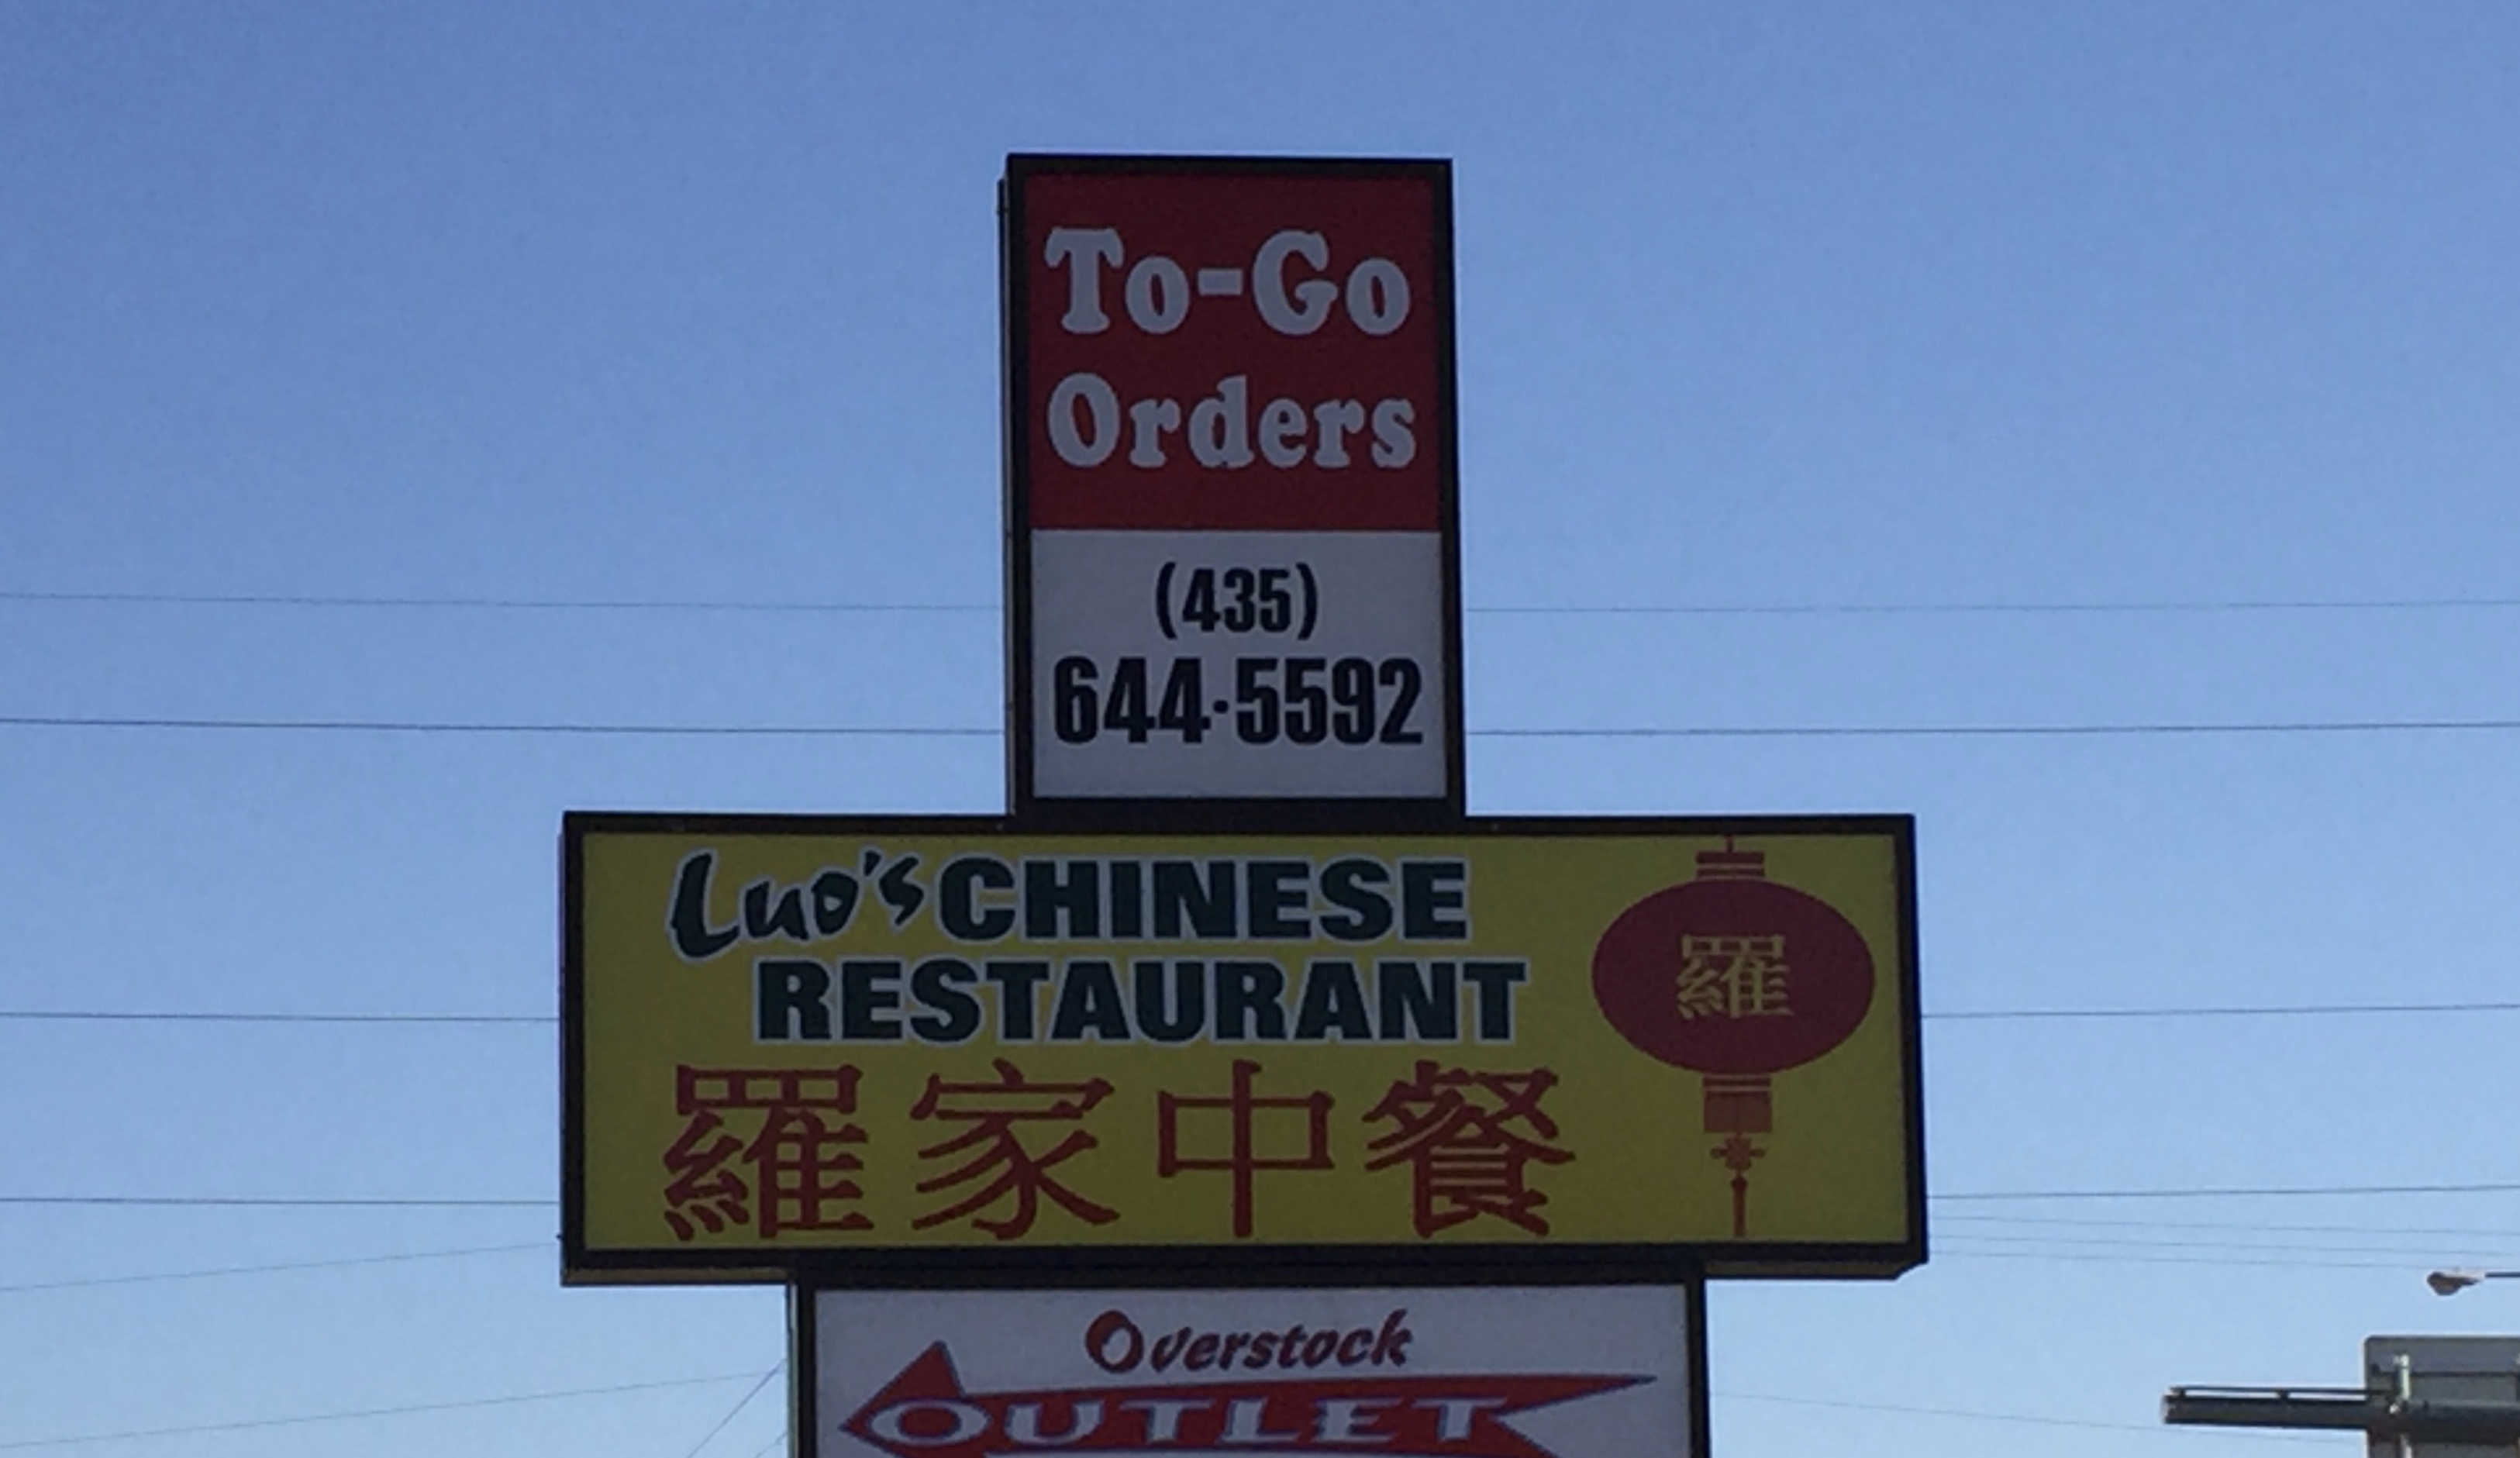 To-Go
Orders
(435)
644·5592
Luo's CHINESE
RESTAURANT
羅
羅家中餐
Overstock
OUTLET